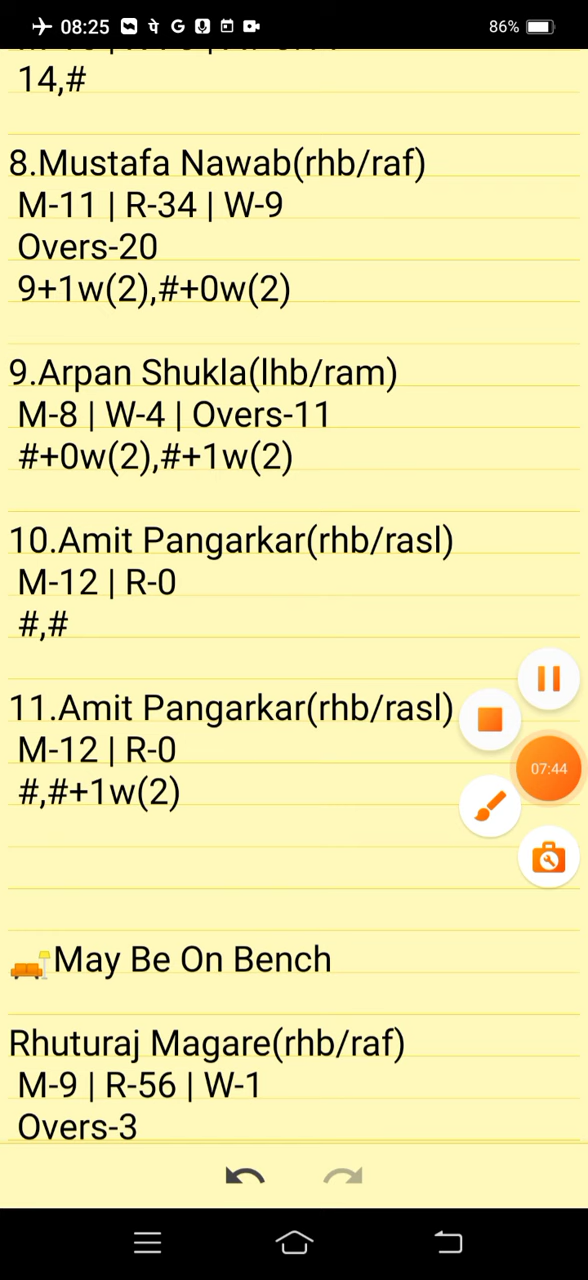 08:25
पे
G
86%
14,#
8.Mustafa Nawab(rhb/raf)
M-11 | R-34 | W-9
Overs-20
9+1w(2),#+0w(2)
9.Arpan Shukla(lhb/ram)
M-8 | W-4 | Overs-11
#+0w(2),#+1w(2)
10.Amit Pangarkar(rhb/rasl)
M-12 | R-0
#,#
11.Amit Pangarkar(rhb/rasl)
M-12 | R-0
07:44
#,#+1w(2)
May Be On Bench
Rhuturaj Magare(rhb/raf)
M-9 | R-56 | W-1
Overs-3